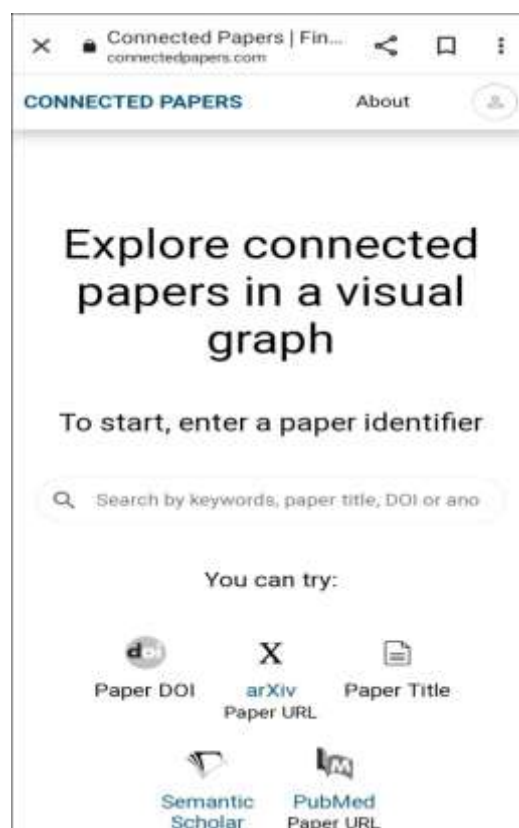 Connected Papers | Fin...
connectedpapers.com
CONNECTED PAPERS About
Explore connected
papers in a visual
graph
To start, enter a paper identifier
Search by keywords, paper title, DOI or ano
You can try:
doi X
Paper DOI arXiv Paper Title
Paper URL
M
Semantic PubMed
Scholar Paper URL